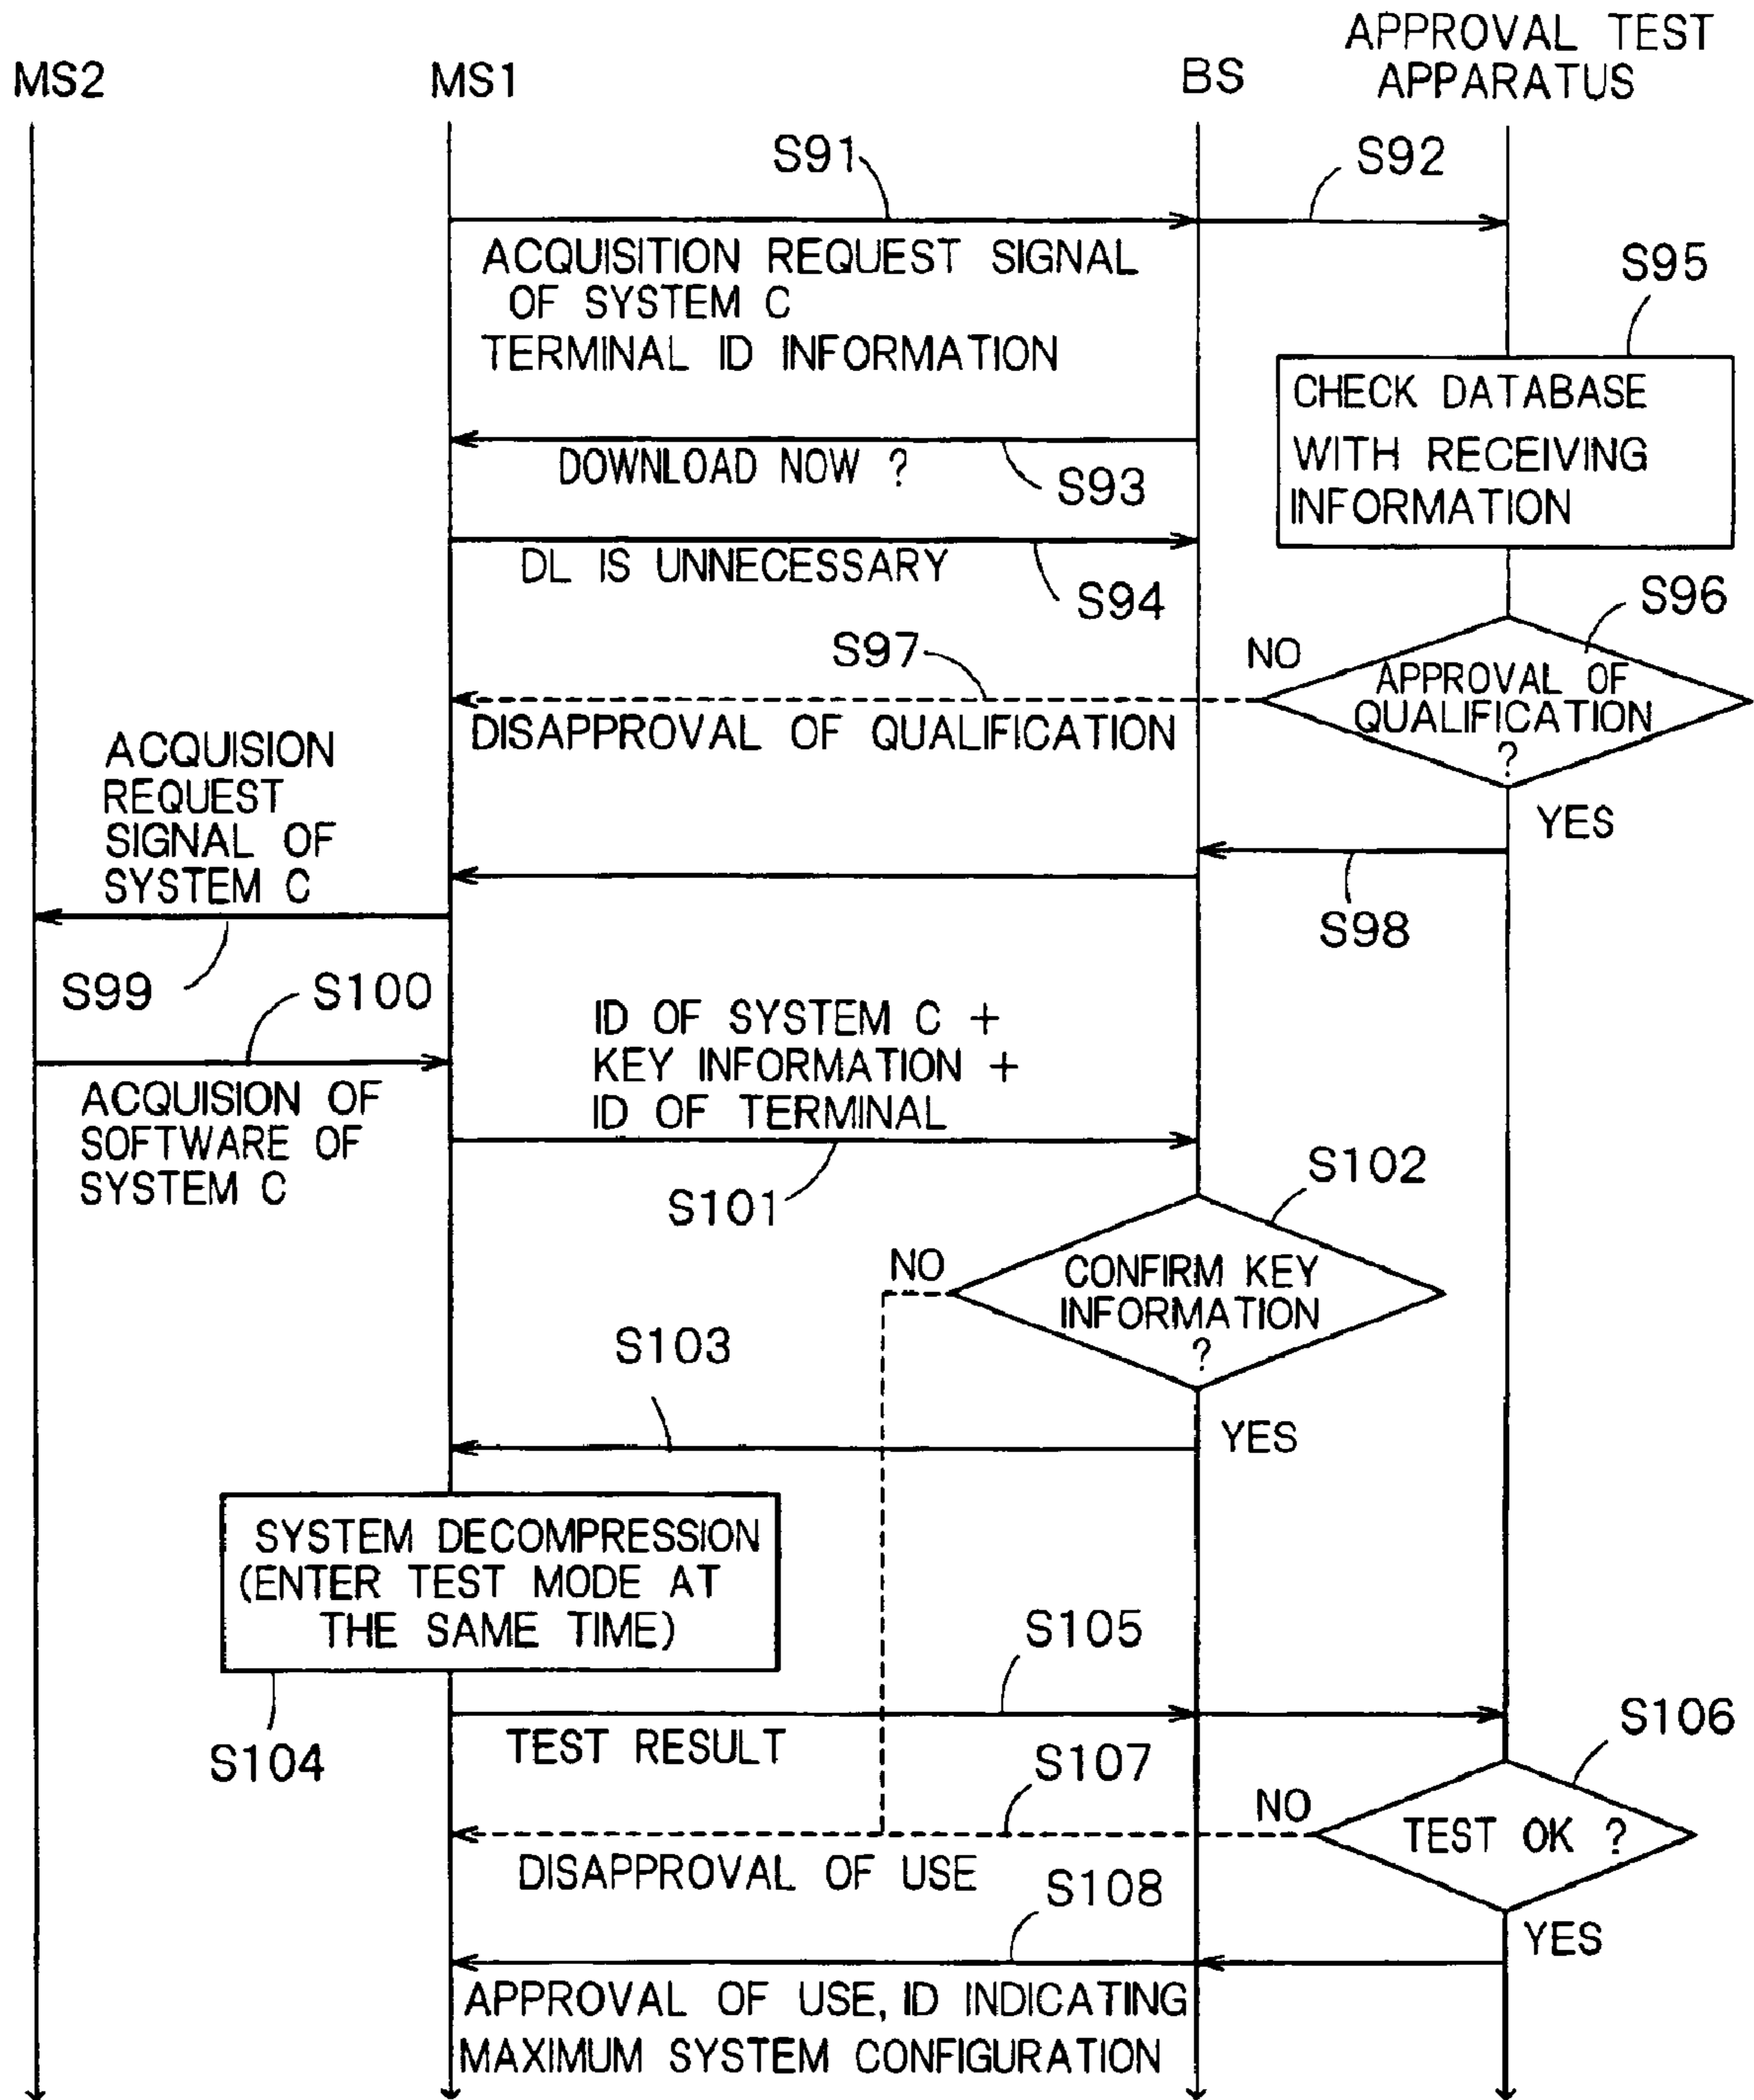 APPROVAL TEST
APPARATUS
MS2
MS1
BS
S91
S92
ACQUISITION REQUEST SIGNAL
OF SYSTEM C
TERMINAL ID INFORMATION
S95
CHECK DATABASE
WITH RECEIVING
INFORMATION
DOWNLOAD NOW ?
S93
DL IS UNNECESSARY
S94
S96
S97
NO
APPROVAL OF
QUALIFICATION
?
DISAPPROVAL OF QUALIFICATION
YES
ACQUISION
REQUEST
SIGNAL OF
SYSTEM C
S98
S99
S100
ACQUISION OF
SOFTWARE OF
SYSTEM C
ID OF SYSTEM C +
KEY INFORMATION +
ID OF TERMINAL
S101
S102
NO
CONFIRM KEY
INFORMATION
?
S103
YES
SYSTEM DECOMPRESSION
(ENTER TEST MODE AT
THE SAME TIME)
S104
S105
TEST RESULT
S106
S107
NO
TEST OK ?
DISAPPROVAL OF USE
S108
YES
APPROVAL OF USE, ID INDICATING
MAXIMUM SYSTEM CONFIGURATION